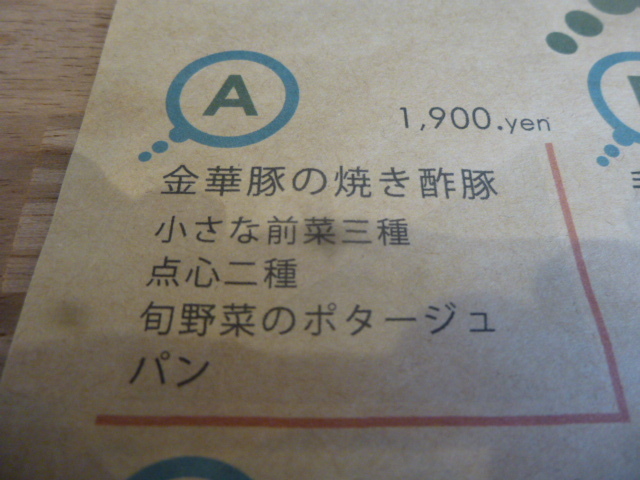 A
1,900.yen
金華豚の焼き酢豚
小さな前菜三種
点心二種
旬野菜のポタージュ
パン